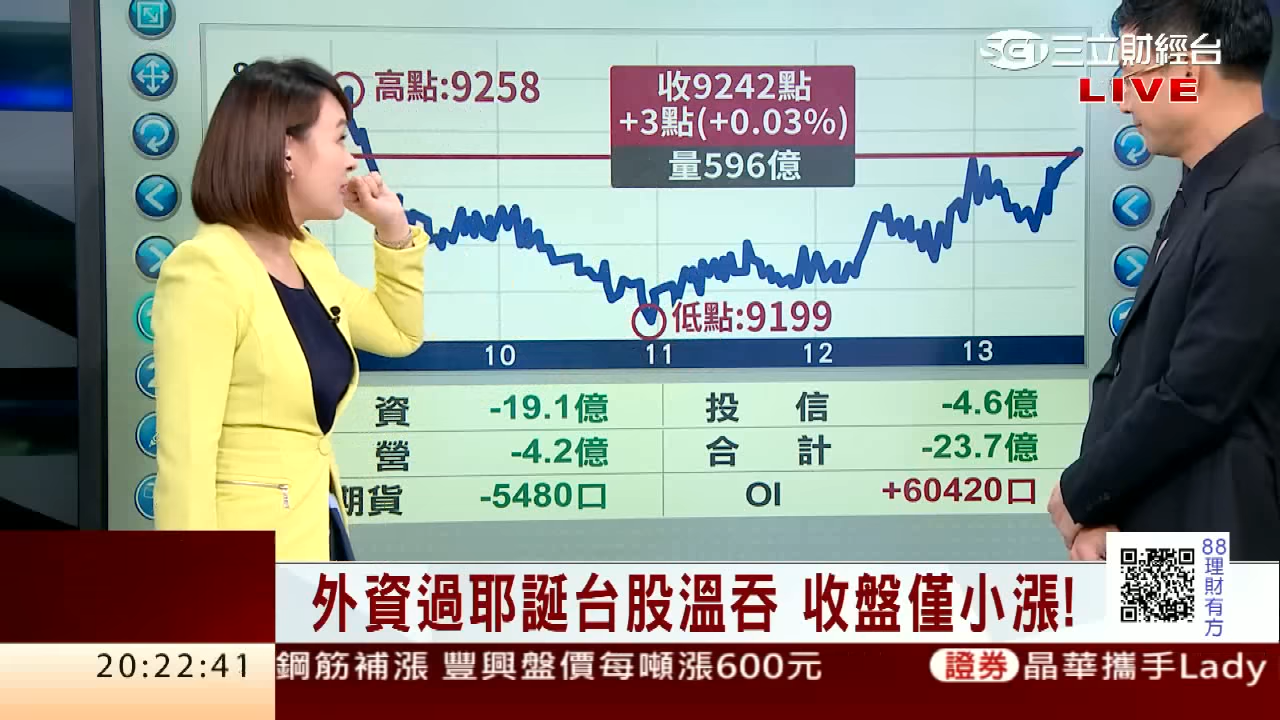 SET 三立財經台
LIVE
高點:9258
收9242點
+3點(+0.03%)
量596億
低點:9199
10 11 12 13
資 -19.1億 投信 -4.6億
營 -4.2億 合計 -23.7億
期貨 -5480口 OI +60420口
外資過耶誕台股溫吞 收盤僅小漲!
88理財有方
20:22:41 鋼筋補漲 豐興盤價每噸漲600元 證券 晶華攜手Lady